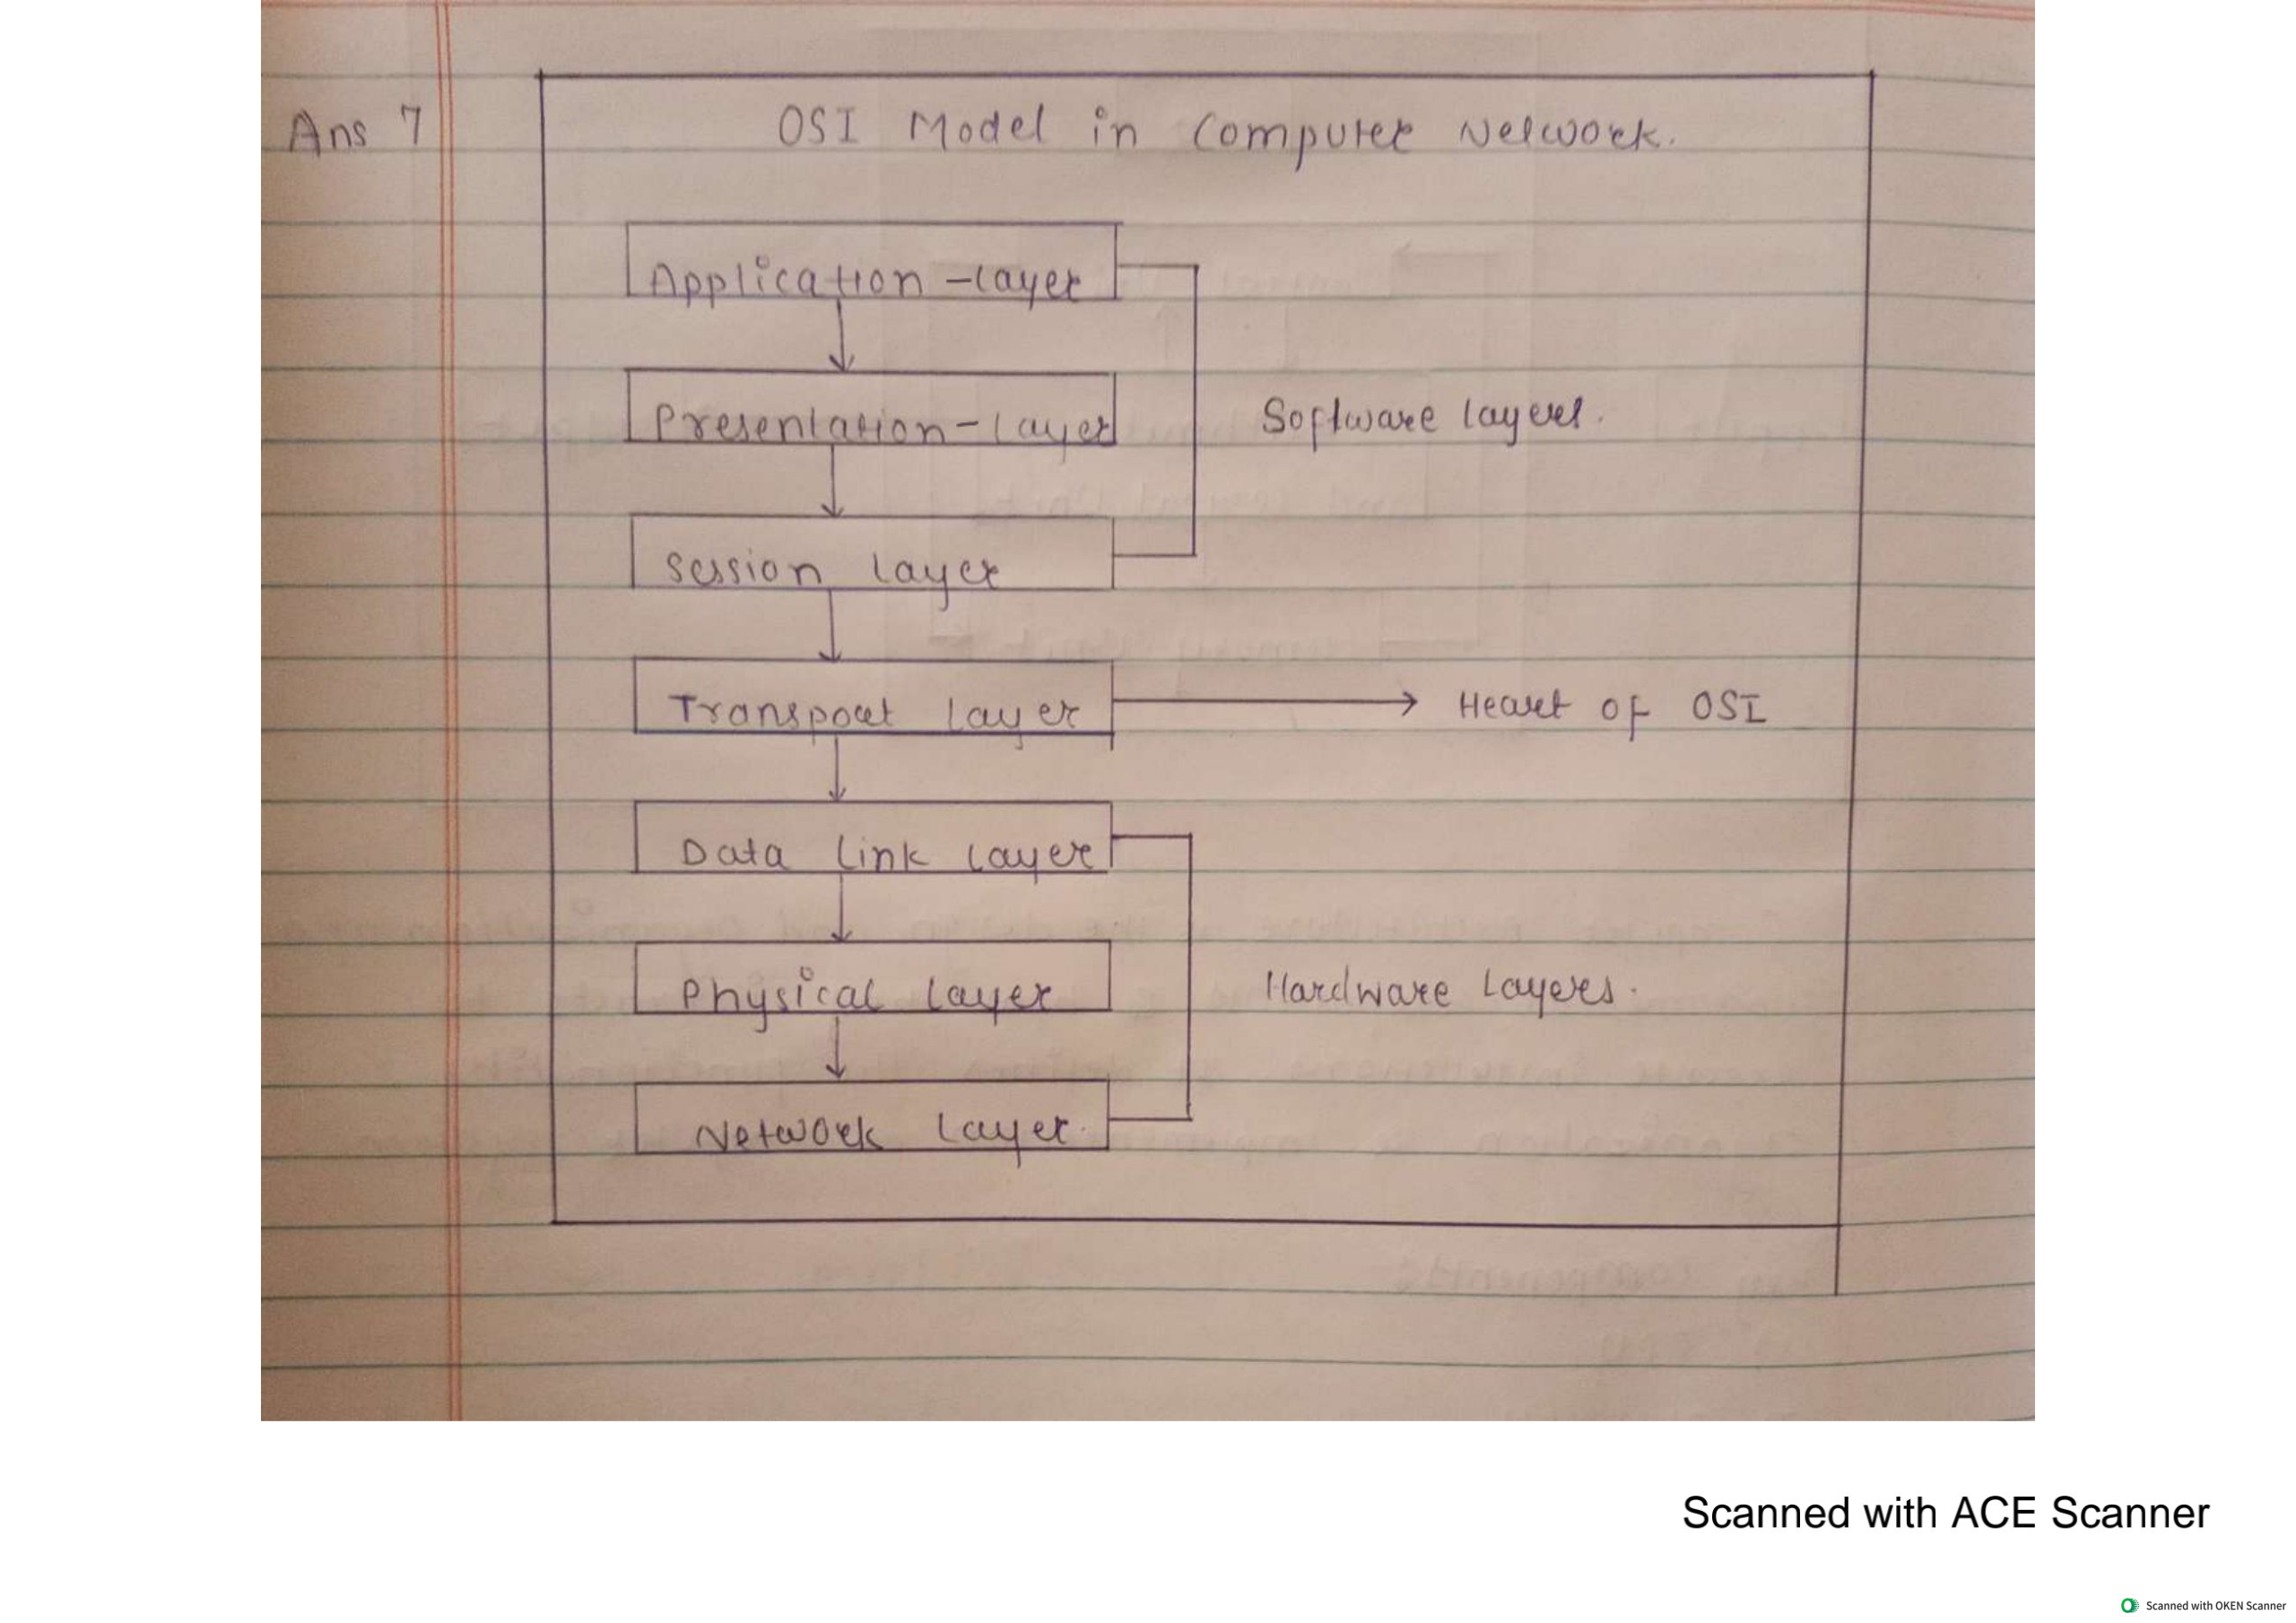 Ans 7
OSI Model in Computer Network.
Application-layer
Presentation-layer
Software layers.
Session layer
Transport layer
Heart of OSI
Data link layer
Physical layer
Hardware Layers.
Network layer.
Scanned with ACE Scanner
Scanned with OKEN Scanner